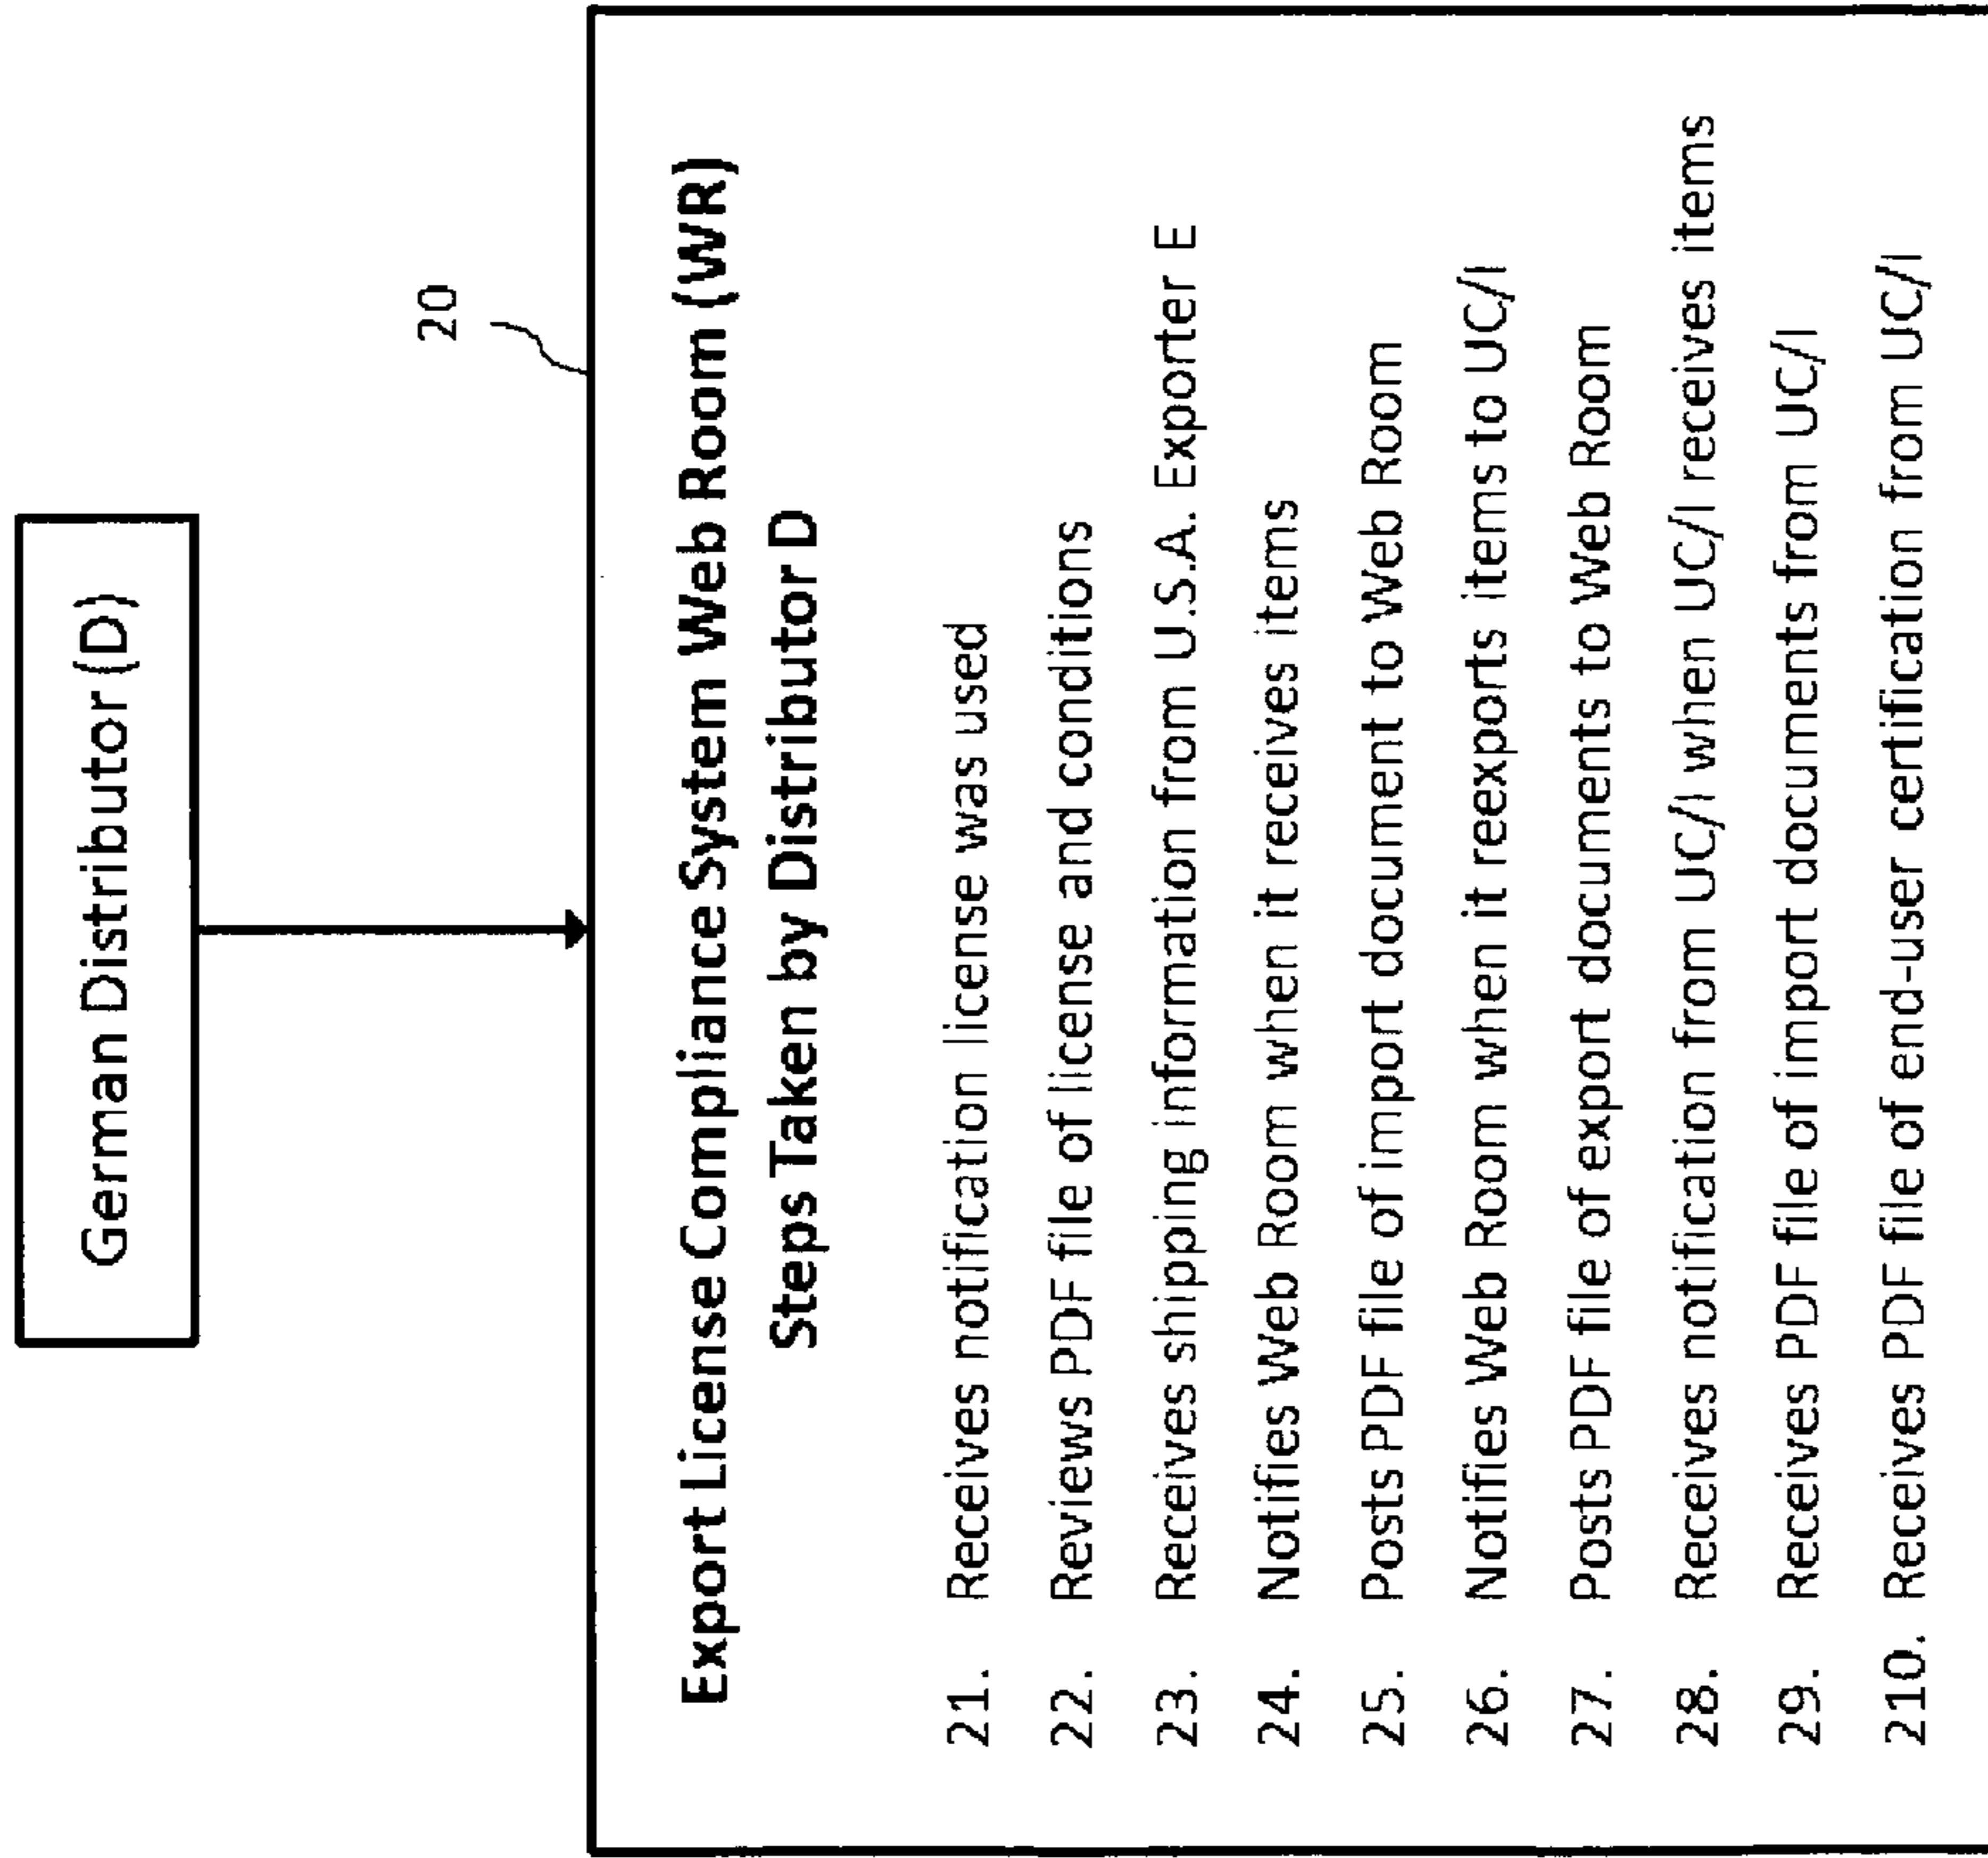 German Distributor (D)
20
Export License Compliance System Web Room (WR)
Steps Taken by Distributor D
21. Receives notification license was used
22. Reviews PDF file of license and conditions
23. Receives shipping information from U.S.A. Exporter E
24. Notifies Web Room when it receives items
25. Posts PDF file of import document to Web Room
26. Notifies Web Room when it reexports items to UC/I
27. Posts PDF file of export documents to Web Room
28. Receives notification from UC/I when UC/I receives items
29. Receives PDF file of import documents from UC/I
210. Receives PDF file of end-user certification from UC/I